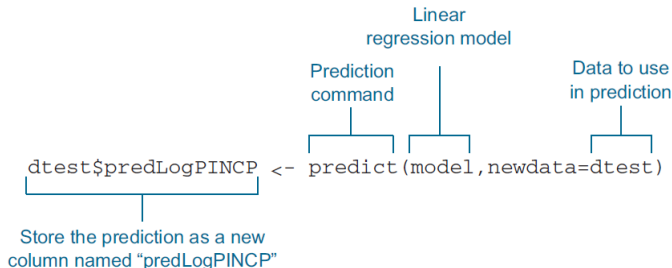 Linear
regression model
Prediction
command
Data to use
in prediction
dtest$predLogPINCP <- predict(model,newdata=dtest)
Store the prediction as a new
column named “predLogPINCP”